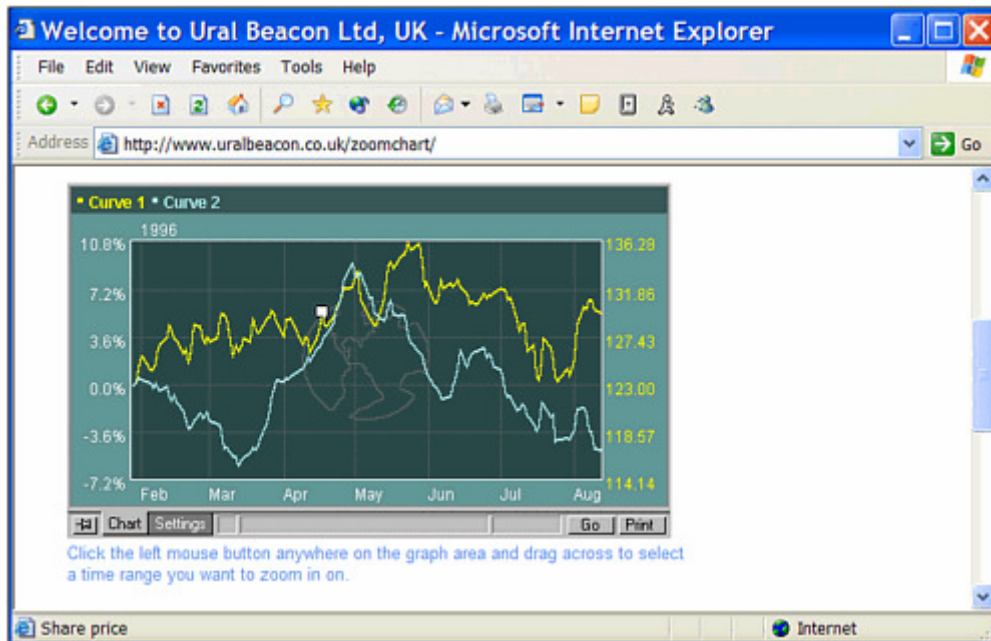 Welcome to Ural Beacon Ltd, UK - Microsoft Internet Explorer
File Edit View Favorites Tools Help
Address http://www.uralbeacon.co.uk/zoomchart/ Go
Curve 1 Curve 2
1996
10.8% 136.29
7.2% 131.86
3.6% 127.43
0.0% 123.00
-3.6% 118.57
-7.2% 114.14
Feb Mar Apr May Jun Jul Aug
Chart Settings Go Print
Click the left mouse button anywhere on the graph area and drag across to select
a time range you want to zoom in on.
Share price Internet